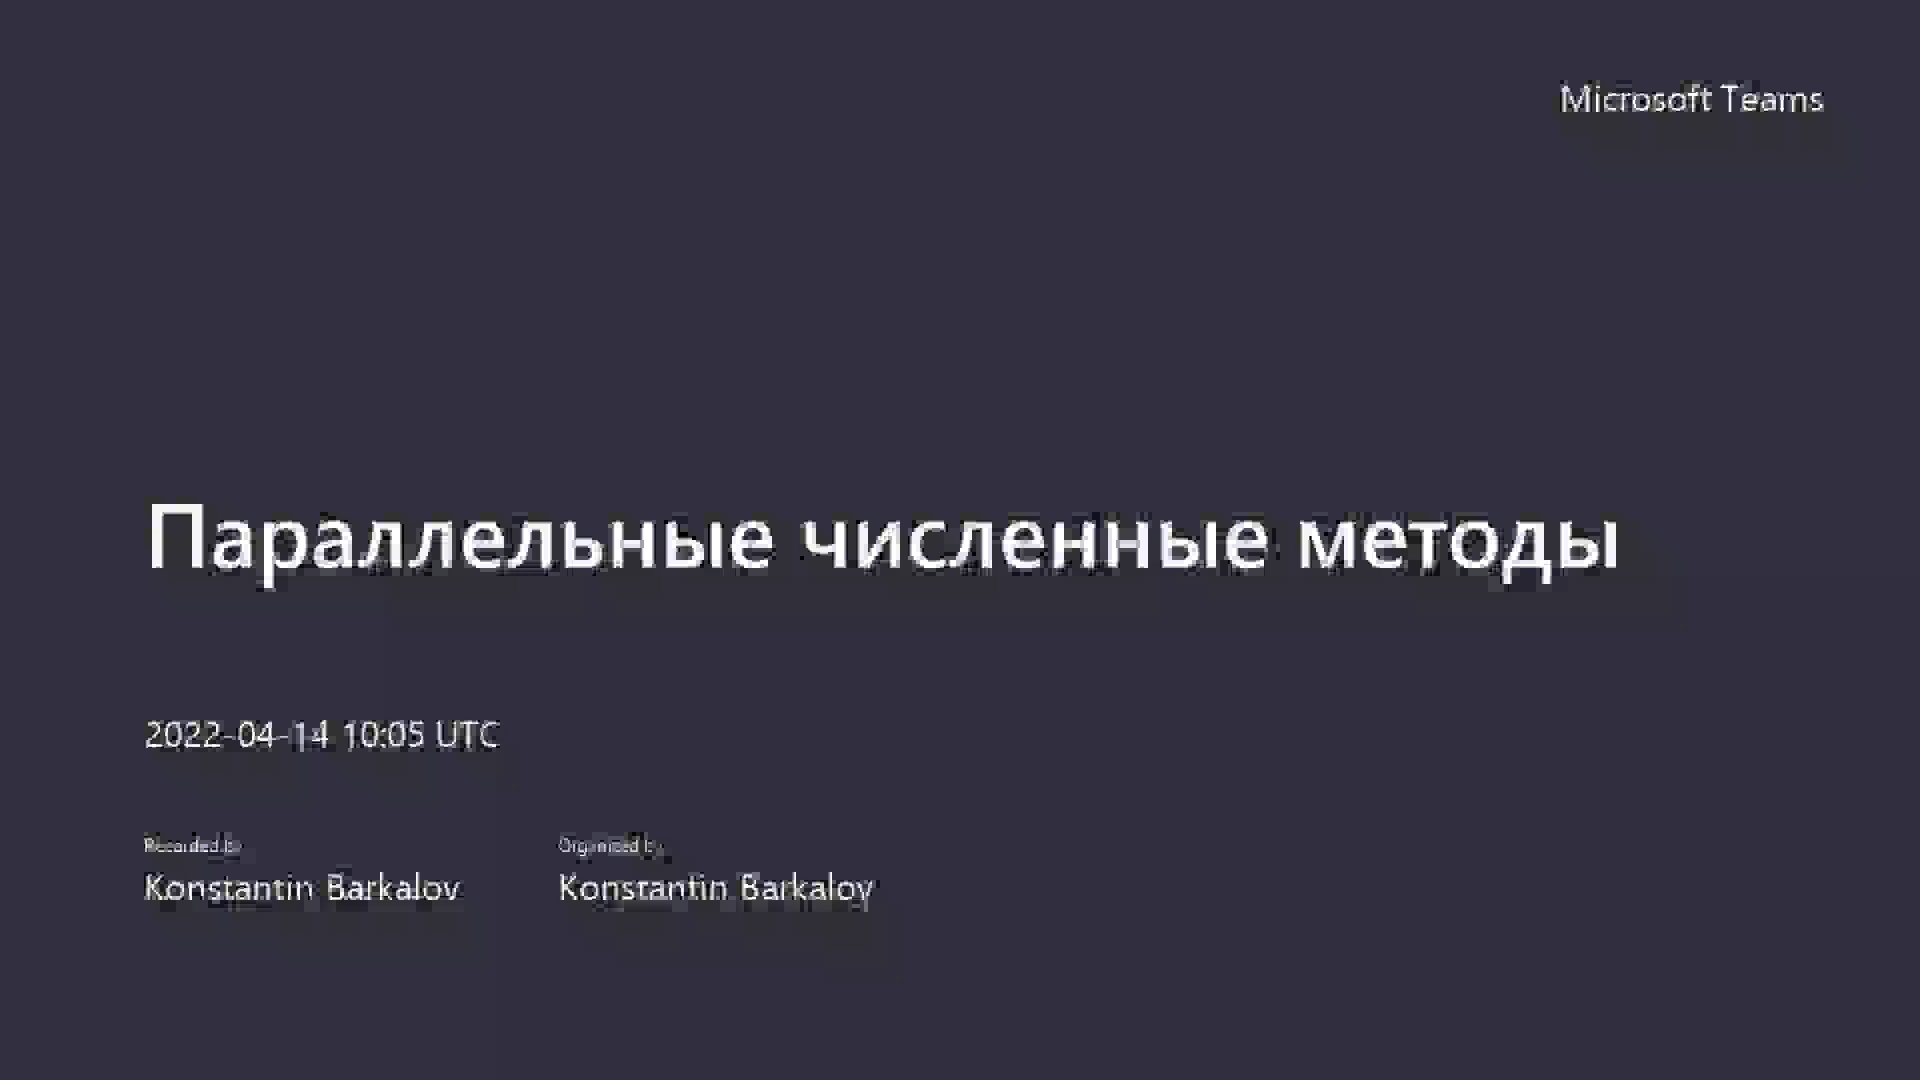 Microsoft Teams
Параллельные численные методы
2022-04-14 10:05 UTC
Recorded by Organized by
Konstantin Barkalov Konstantin Barkalov